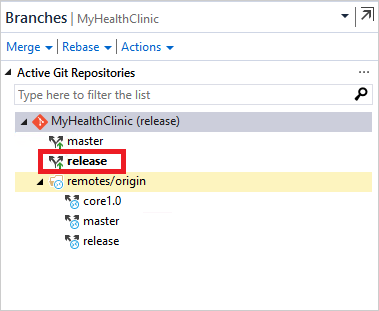 Branches | MyHealthClinic
Merge Rebase Actions
Active Git Repositories
Type here to filter the list
MyHealthClinic (release)
master
release
remotes/origin
core1.0
master
release